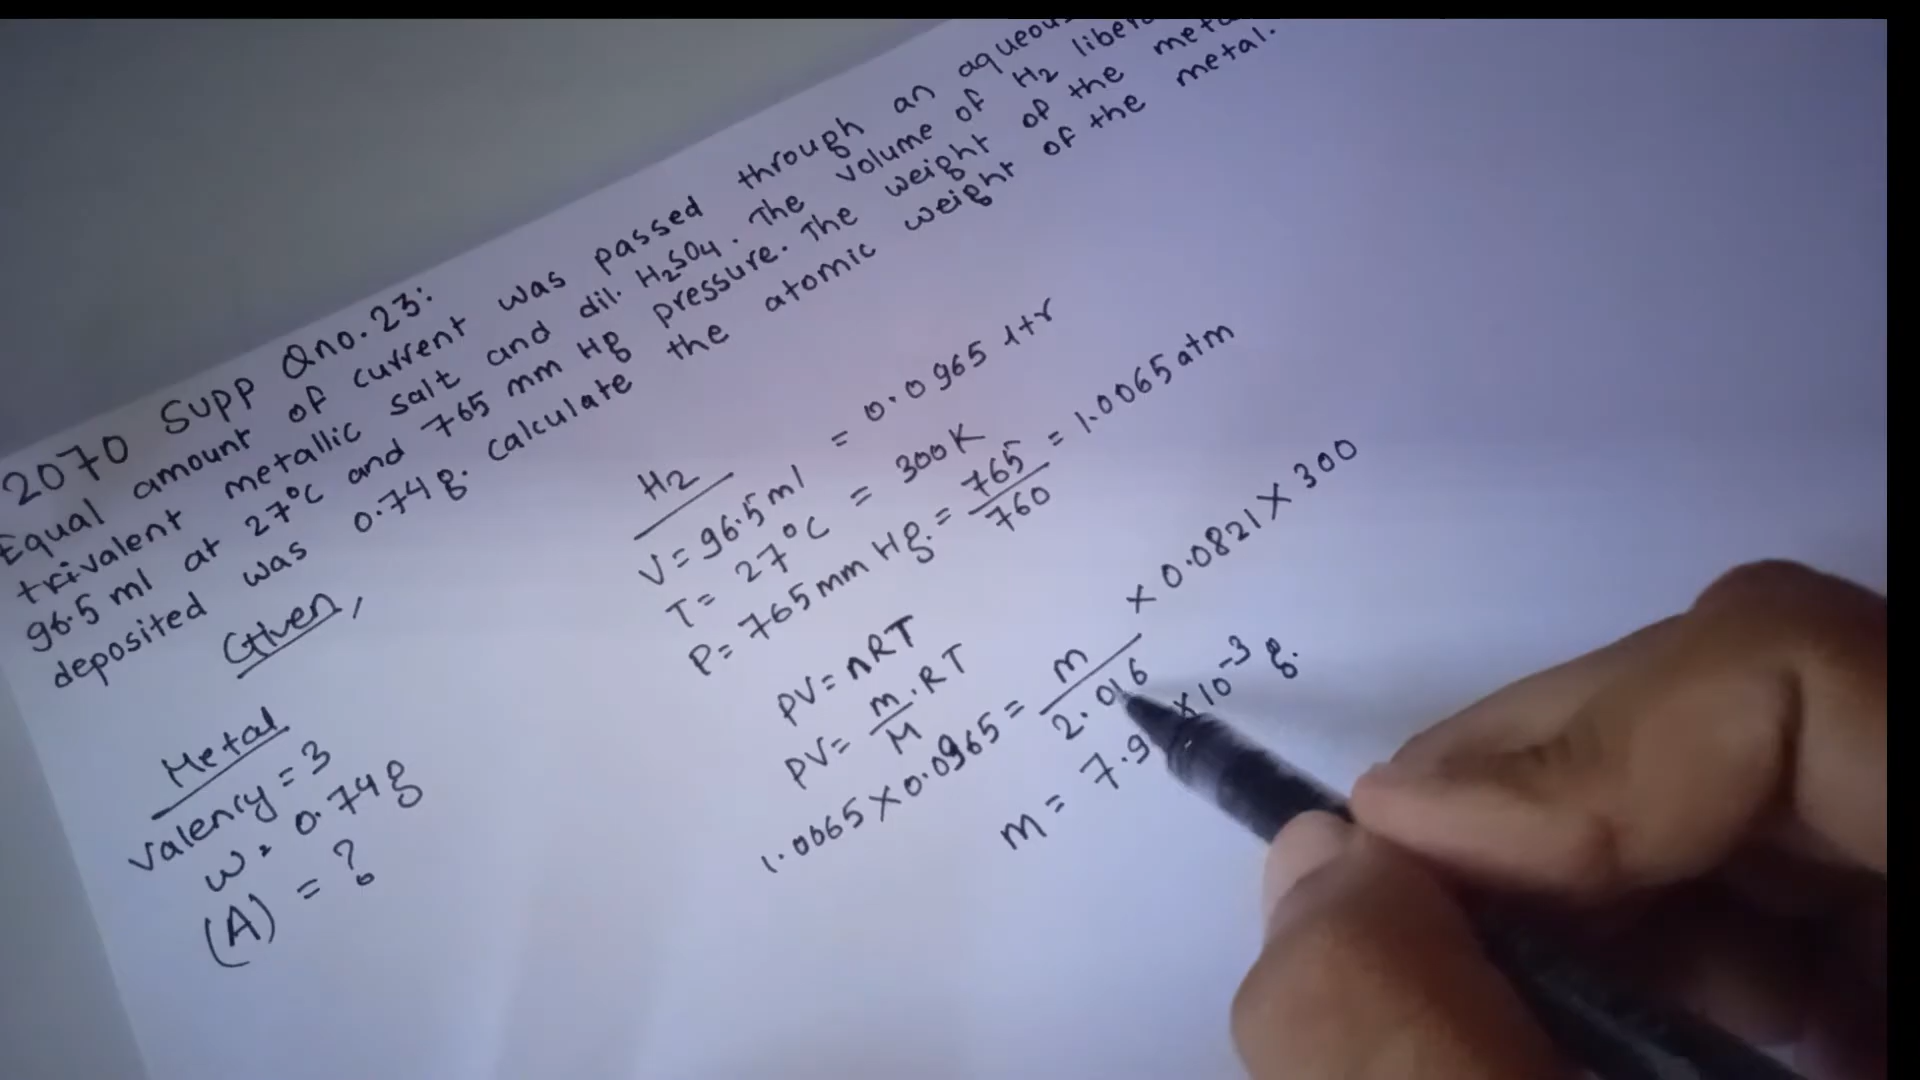 2070 Supp Qno.23:
Equal amount of current was passed through an
trivalent metallic salt and dil. H2SO4. The volume of H2
96.5 ml at 27°C and 765 mm Hg pressure. The weight of the
deposited was 0.74 g. calculate the atomic weight of the metal.
Given,
Metal
Valency = 3
0.74 g
(A) = ?
H2
V = 96.5 ml = 0.0965 ltr
T = 27°C = 300 K
P = 765 mm Hg. = 765/760 = 1.0065 atm
PV = nRT
PV = m/M . RT
1.0065 × 0.0965 = m/2.016 × 0.0821 × 300
m = 7.9 ×10-3 g.